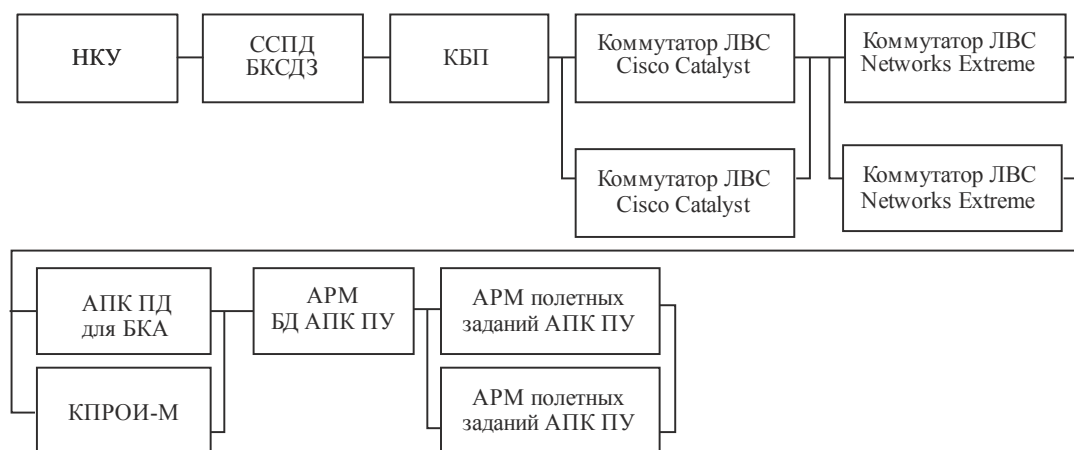 НКУ
ССПД
БКСДЗ
КБП
Коммутатор ЛВС
Cisco Catalyst
Коммутатор ЛВС
Networks Extreme
Коммутатор ЛВС
Cisco Catalyst
Коммутатор ЛВС
Networks Extreme
АПК ПД
для БКА
АРМ
БД АПК ПУ
АРМ полетных
заданий АПК ПУ
КПРОИ-М
АРМ полетных
заданий АПК ПУ